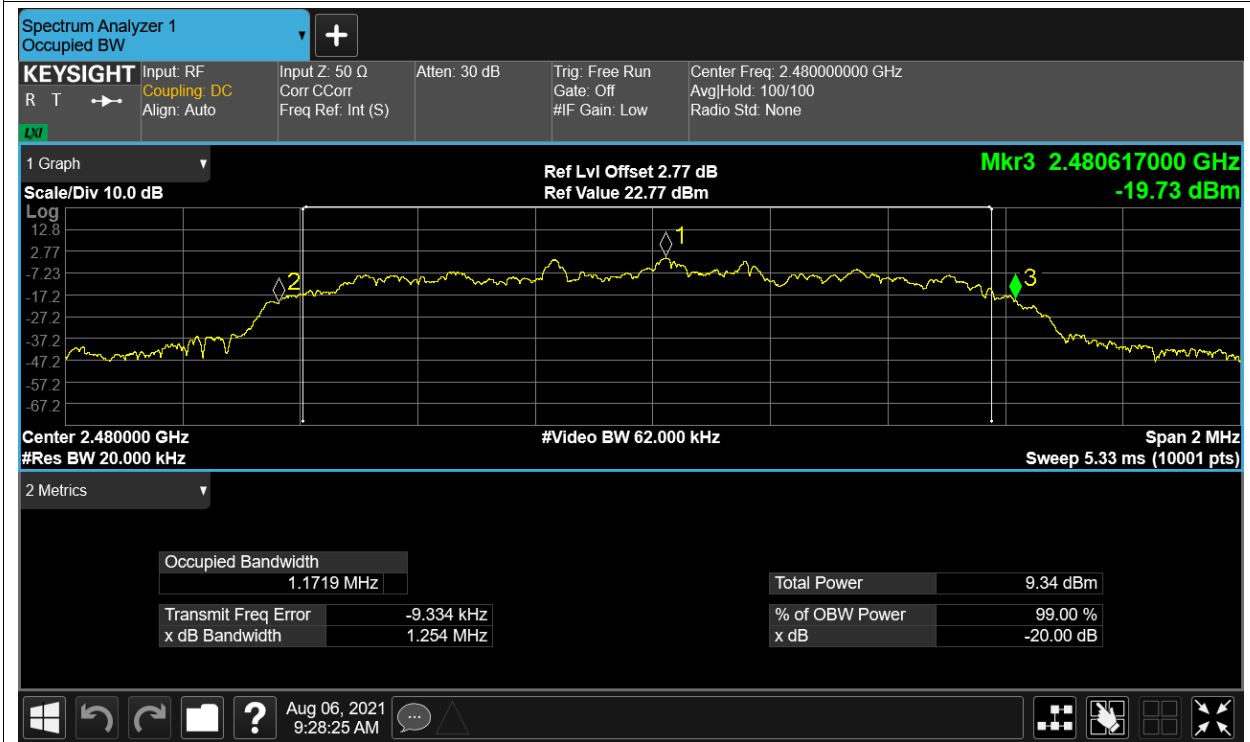 Spectrum Analyzer 1
Occupied BW
KEYSIGHT
R T
LXI
Input: RF
Coupling: DC
Align: Auto
Input Z: 50 Ω
Corr CCorr
Freq Ref: Int (S)
Atten: 30 dB
Trig: Free Run
Gate: Off
#IF Gain: Low
Center Freq: 2.480000000 GHz
Avg|Hold: 100/100
Radio Std: None
1 Graph
Scale/Div 10.0 dB
Ref Lvl Offset 2.77 dB
Ref Value 22.77 dBm
Mkr3 2.480617000 GHz
-19.73 dBm
Log
12.8
2.77
-7.23
-17.2
-27.2
-37.2
-47.2
-57.2
-67.2
1
2
3
Center 2.480000 GHz
#Res BW 20.000 kHz
#Video BW 62.000 kHz
Span 2 MHz
Sweep 5.33 ms (10001 pts)
2 Metrics
Occupied Bandwidth
1.1719 MHz
Transmit Freq Error -9.334 kHz
x dB Bandwidth 1.254 MHz
Total Power 9.34 dBm
% of OBW Power 99.00 %
x dB -20.00 dB
?
Aug 06, 2021
9:28:25 AM